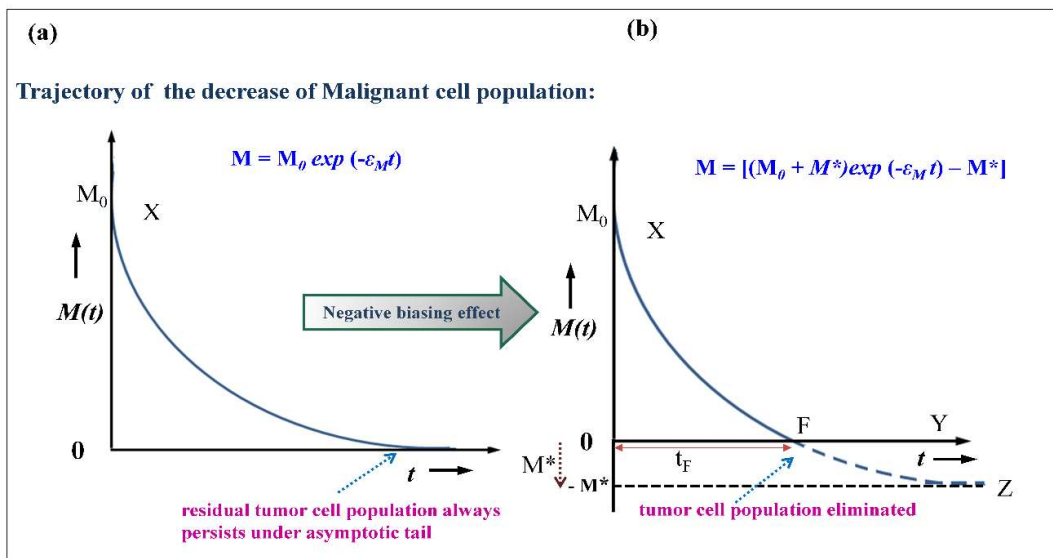 (a)
(b)
Trajectory of the decrease of Malignant cell population:
M = M₀ exp (-εMt)
M = [(M₀ + M*)exp (-εM t) – M*]
M₀
X
M(t)
0
t
residual tumor cell population always
persists under asymptotic tail
Negative biasing effect
M₀
X
M(t)
0
F
Y
tF
t
M*
- M*
Z
tumor cell population eliminated